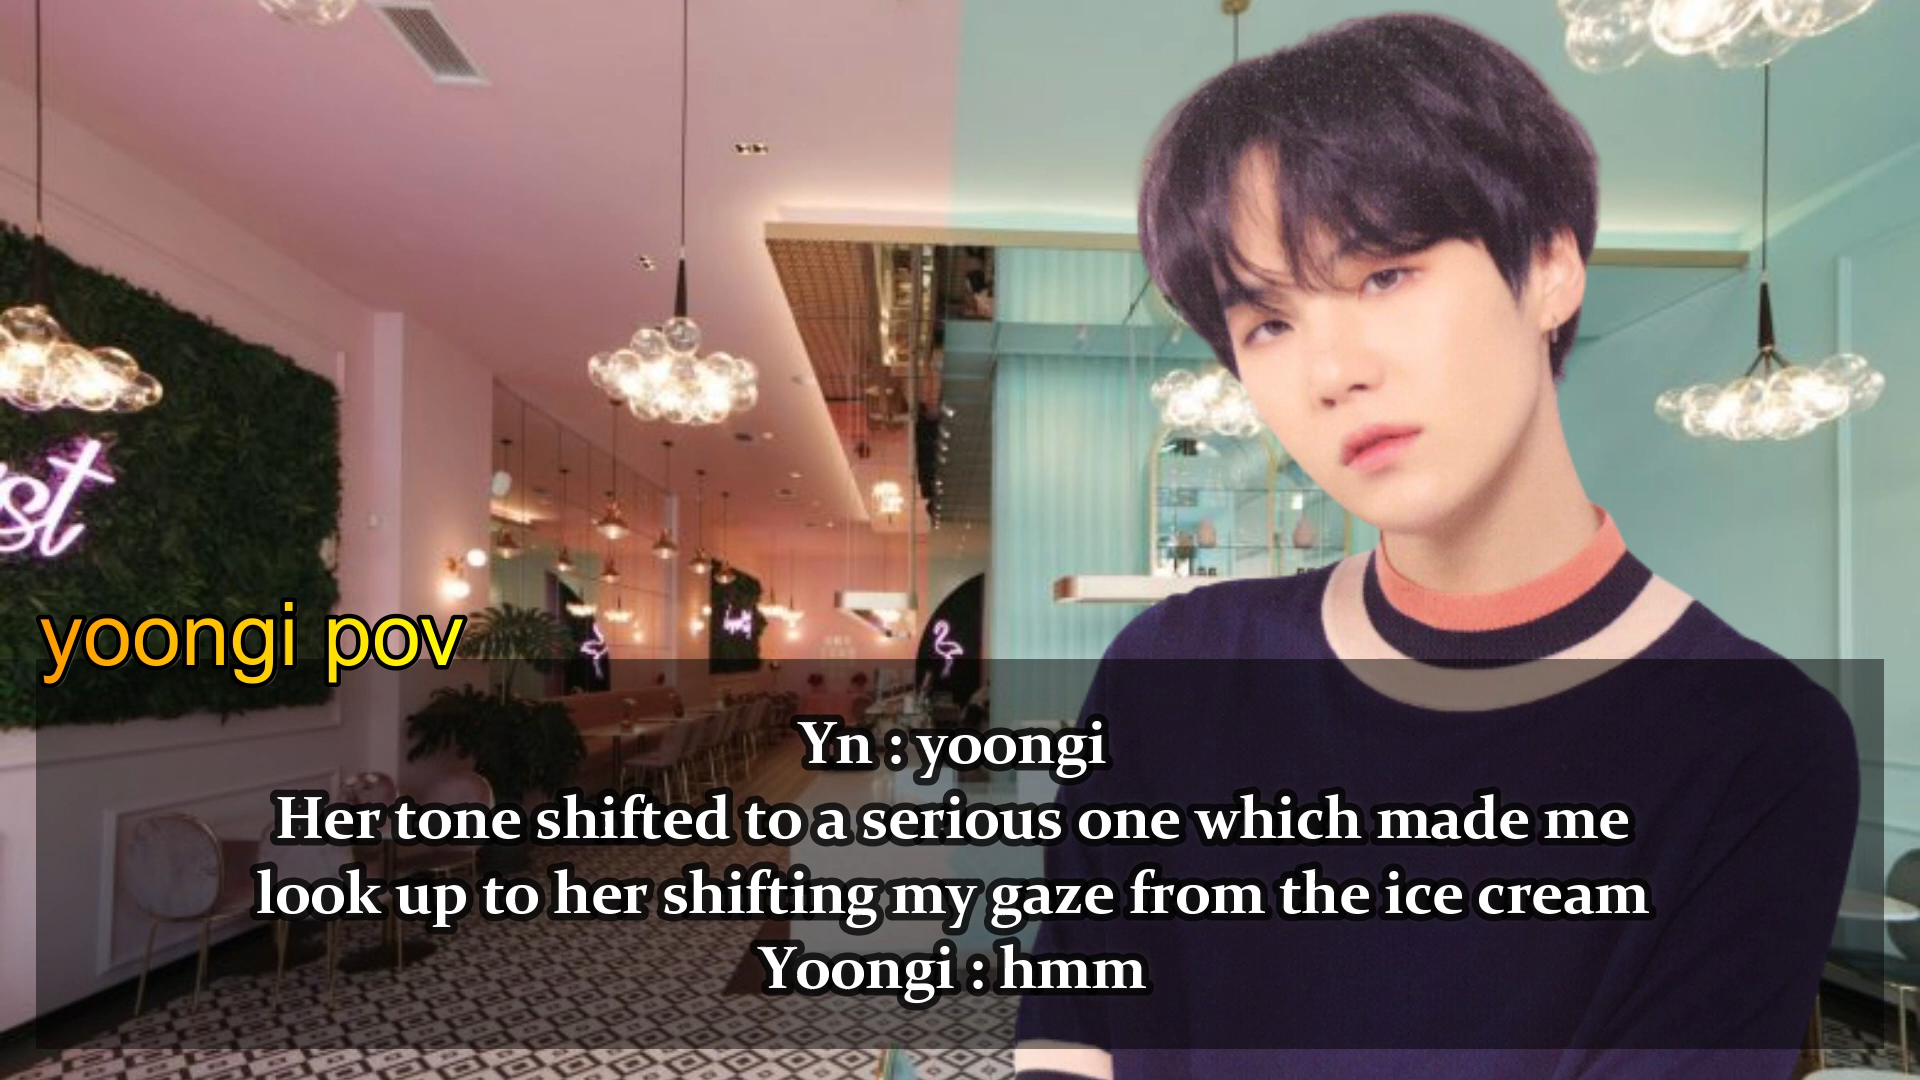 st
yoongi pov
Yn : yoongi
Her tone shifted to a serious one which made me
look up to her shifting my gaze from the ice cream
Yoongi : hmm